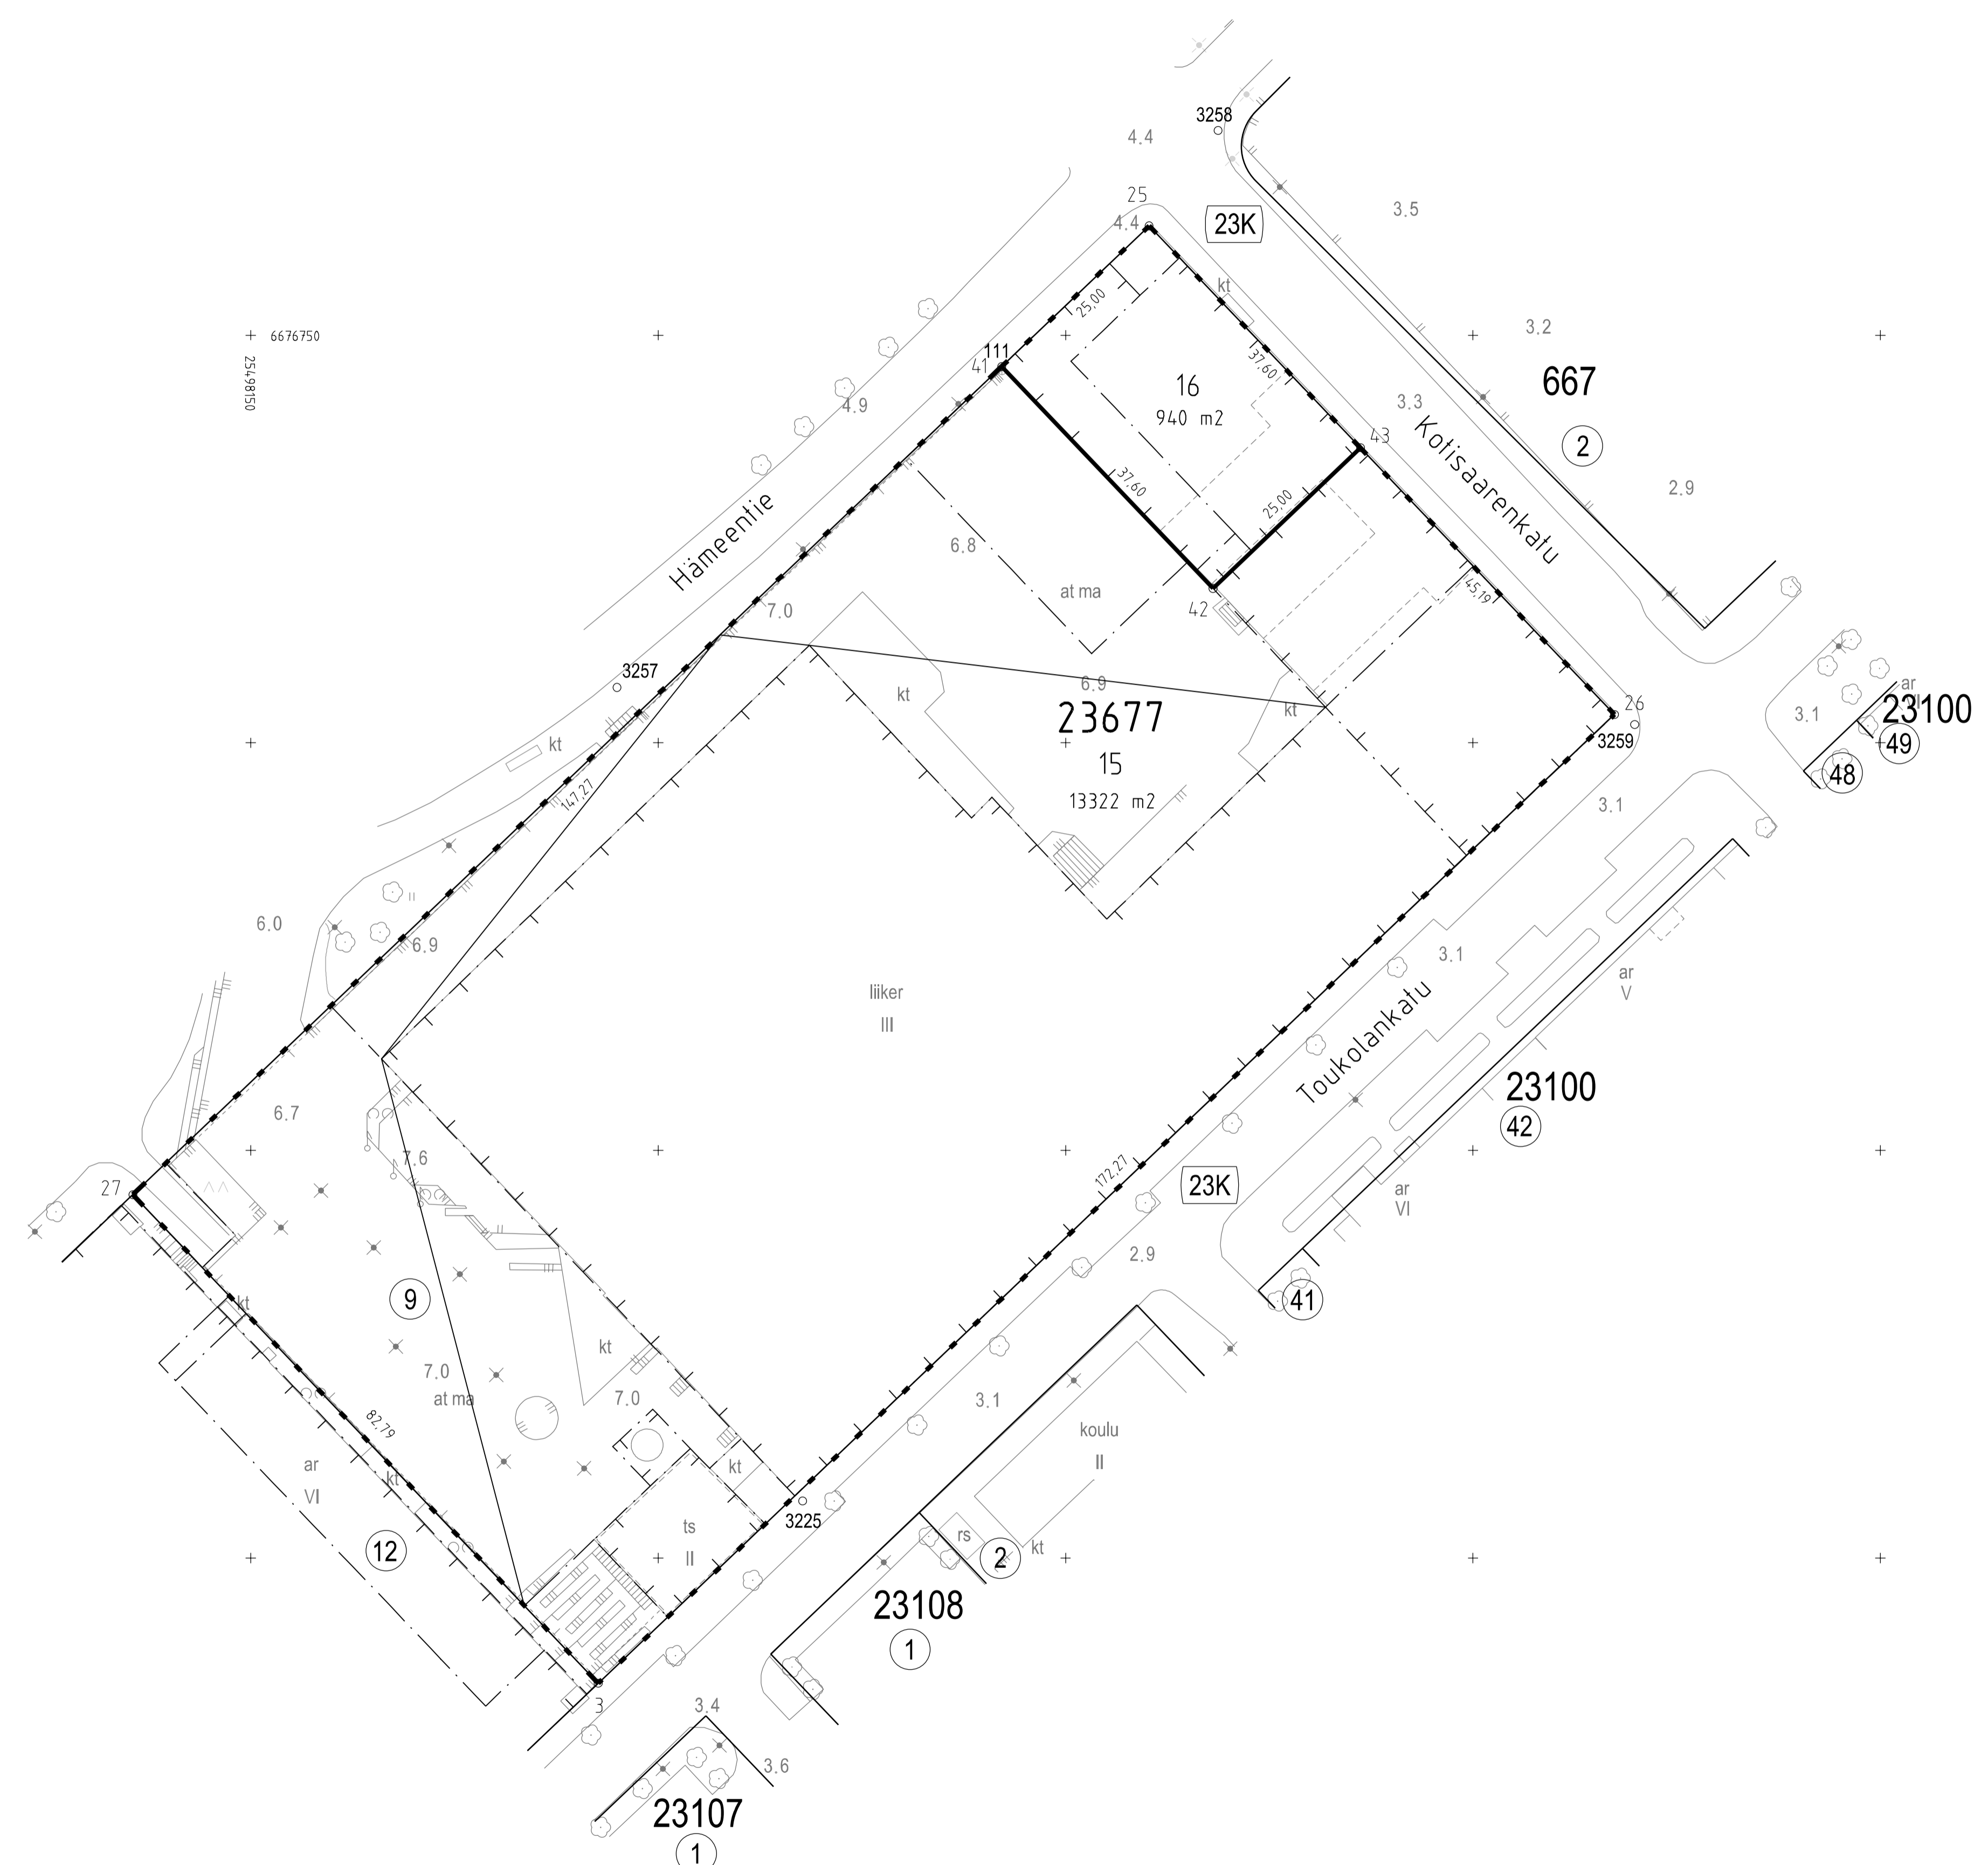 3258
4.4
25
4.4
23K
3.5
kt
25,00
6676750
25498150
3.2
111
41
37,60
667
16
940 m2
4.9
3.3
43
Kotisaarenkatu
2
37,60
25,00
2.9
Hämeentie
6.8
at ma
45,19
7.0
42
3257
6.9
kt
kt
23677
26
3259
ar
VI
23100
3.1
49
48
kt
15
13322 m2
147,27
3.1
6.0
6.9
3.1
liiker
III
ar
V
Toukolankatu
6.7
23100
42
7.6
172,27
23K
27
ar
VI
2.9
kt
9
41
kt
7.0
at ma
7.0
3.1
82,79
koulu
II
ar
VI
kt
kt
3225
ts
II
rs
kt
12
2
23108
1
3
3.4
3.6
23107
1